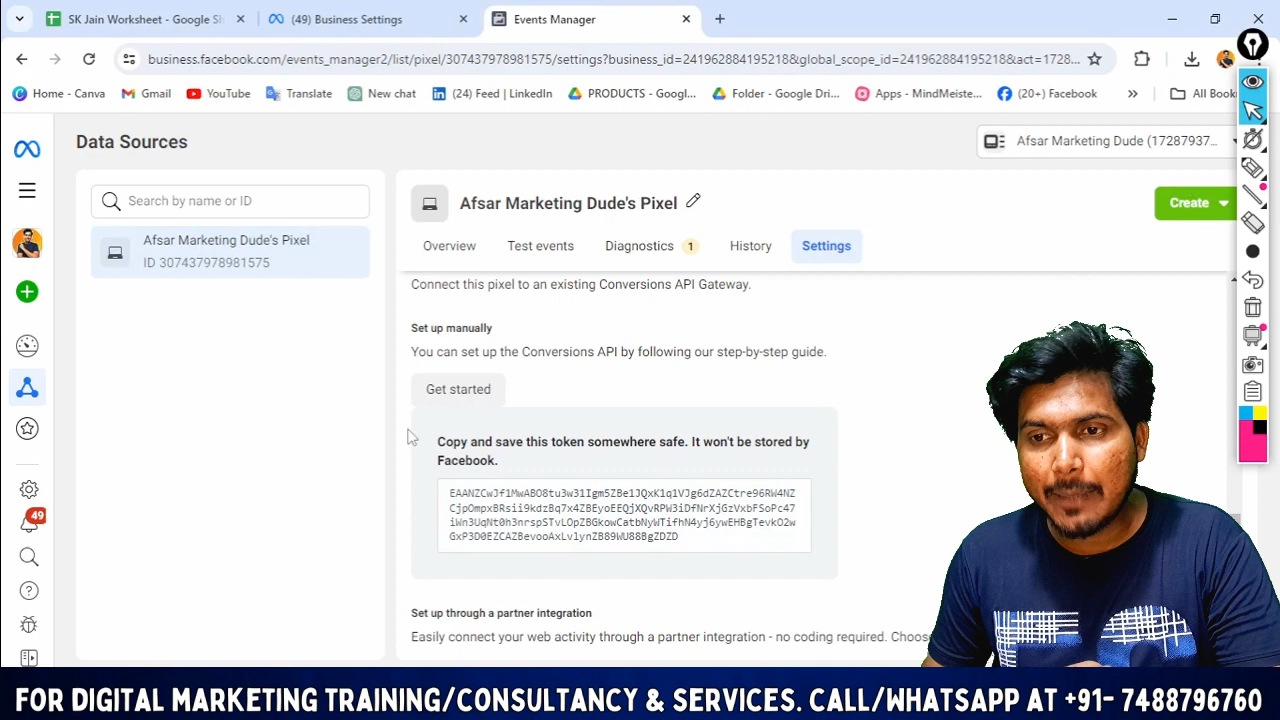 SK Jain Worksheet - Google Sh
(49) Business Settings
Events Manager
business.facebook.com/events_manager2/list/pixel/307437978981575/settings?business_id=241962884195218&global_scope_id=241962884195218&act=1728...
Home - Canva
Gmail
YouTube
Translate
New chat
(24) Feed | LinkedIn
PRODUCTS - Googl...
Folder - Google Dri...
Apps - MindMeiste...
(20+) Facebook
All Book
Data Sources
Afsar Marketing Dude (17287937...
Search by name or ID
Afsar Marketing Dude's Pixel
ID 307437978981575
Afsar Marketing Dude's Pixel
Create
Overview
Test events
Diagnostics 1
History
Settings
Connect this pixel to an existing Conversions API Gateway.
Set up manually
You can set up the Conversions API by following our step-by-step guide.
Get started
Copy and save this token somewhere safe. It won't be stored by
Facebook.
Set up through a partner integration
Easily connect your web activity through a partner integration - no coding required. Choos
49
FOR DIGITAL MARKETING TRAINING/CONSULTANCY & SERVICES. CALL/WHATSAPP AT +91- 7488796760